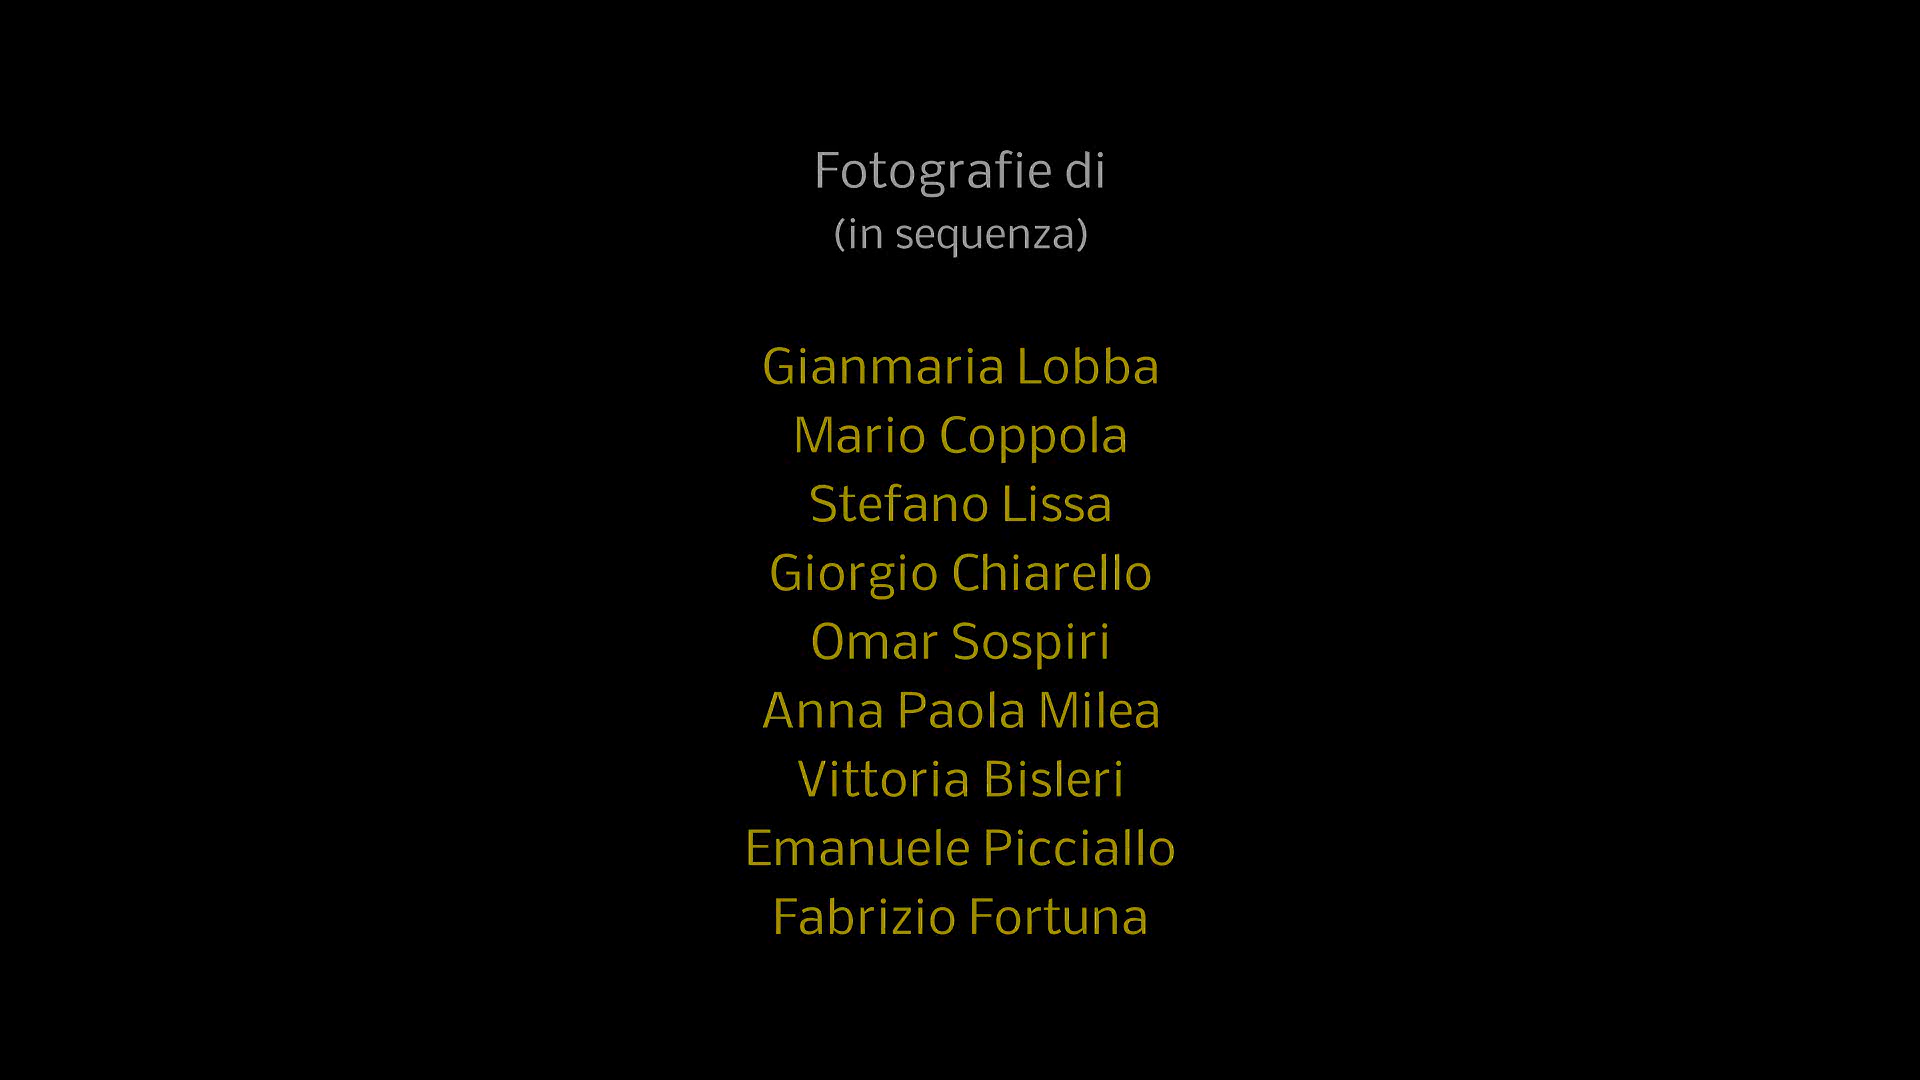 Fotografie di
(in sequenza)
Gianmaria Lobba
Mario Coppola
Stefano Lissa
Giorgio Chiarello
Omar Sospiri
Anna Paola Milea
Vittoria Bisleri
Emanuele Picciallo
Fabrizio Fortuna